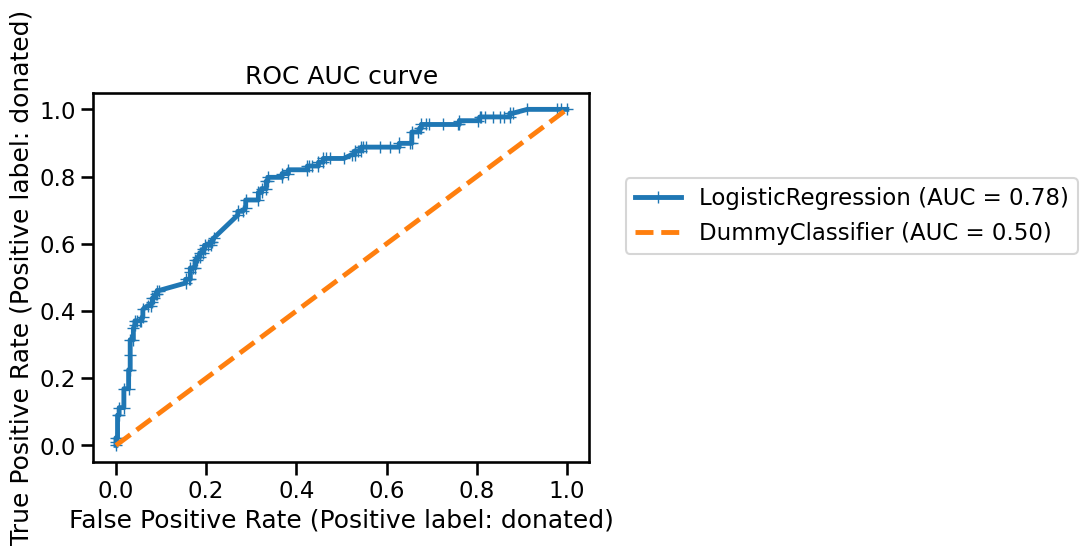 ROC AUC curve
True Positive Rate (Positive label: donated)
1.0
0.8
0.6
0.4
0.2
0.0
0.0 0.2 0.4 0.6 0.8 1.0
False Positive Rate (Positive label: donated)
LogisticRegression (AUC = 0.78)
DummyClassifier (AUC = 0.50)